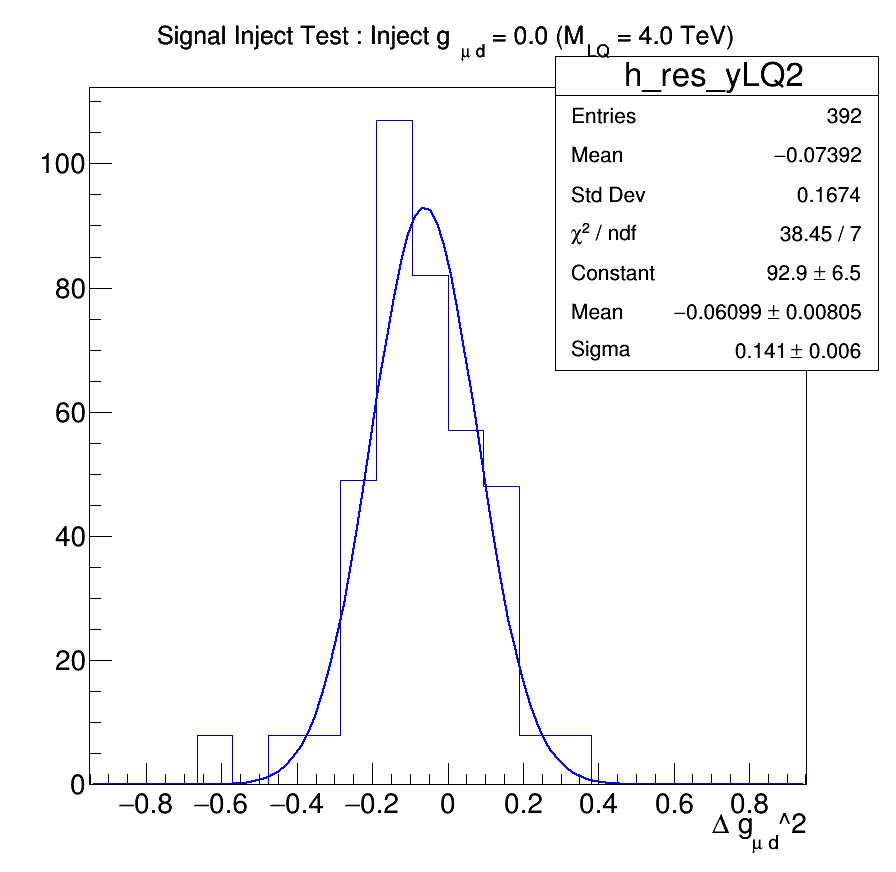 Signal Inject Test : Inject g μ d = 0.0 (M LQ = 4.0 TeV)
h_res_yLQ2
Entries 392
Mean −0.07392
Std Dev 0.1674
χ² / ndf 38.45 / 7
Constant 92.9 ± 6.5
Mean −0.06099 ± 0.00805
Sigma 0.141 ± 0.006
100
80
60
40
20
0
−0.8 −0.6 −0.4 −0.2 0 0.2 0.4 0.6 0.8
Δ g μ d ^2